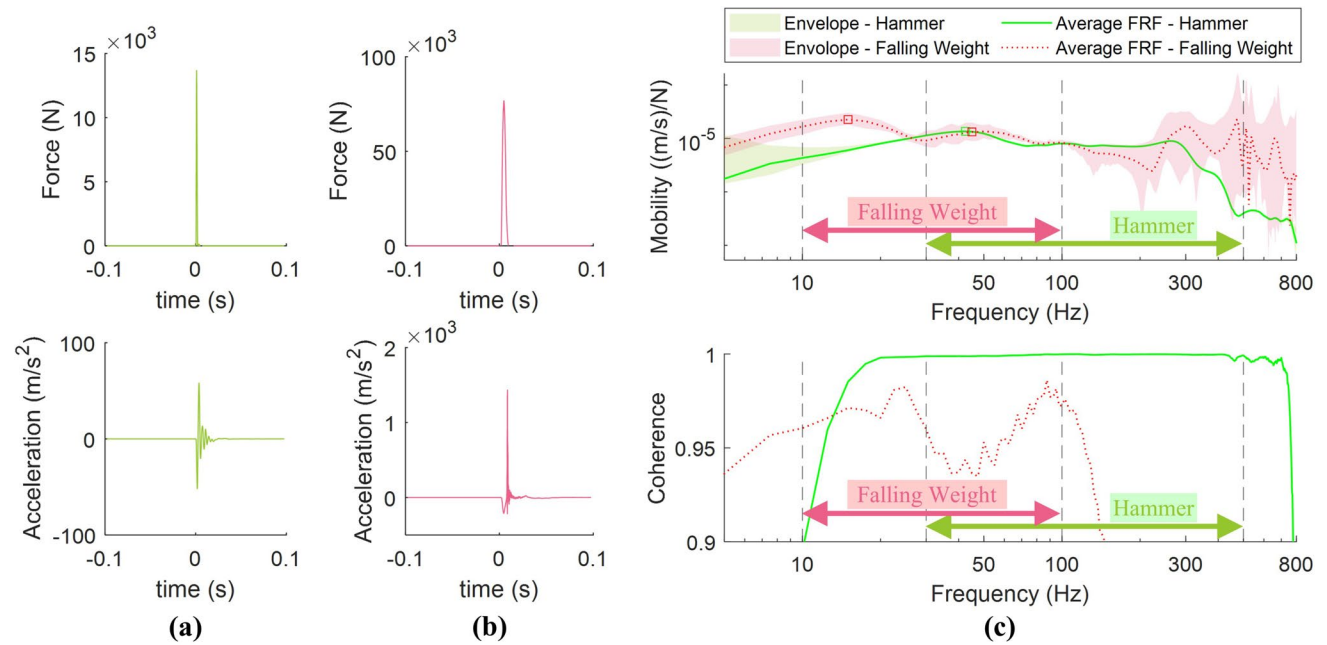 ×10³
15
10
5
0
Force (N)
-0.1
0
0.1
time (s)
100
0
-100
Acceleration (m/s²)
-0.1
0
0.1
time (s)
(a)
×10³
100
50
0
Force (N)
-0.1
0
0.1
time (s)
×10³
2
0
Acceleration (m/s²)
-0.1
0
0.1
time (s)
(b)
Envelope - Hammer
Average FRF - Hammer
Envelope - Falling Weight
Average FRF - Falling Weight
10⁻⁵
Mobility ((m/s)/N)
Falling Weight
Hammer
10
50
100
300
800
Frequency (Hz)
1
0.95
0.9
Coherence
Falling Weight
Hammer
10
50
100
300
800
Frequency (Hz)
(c)